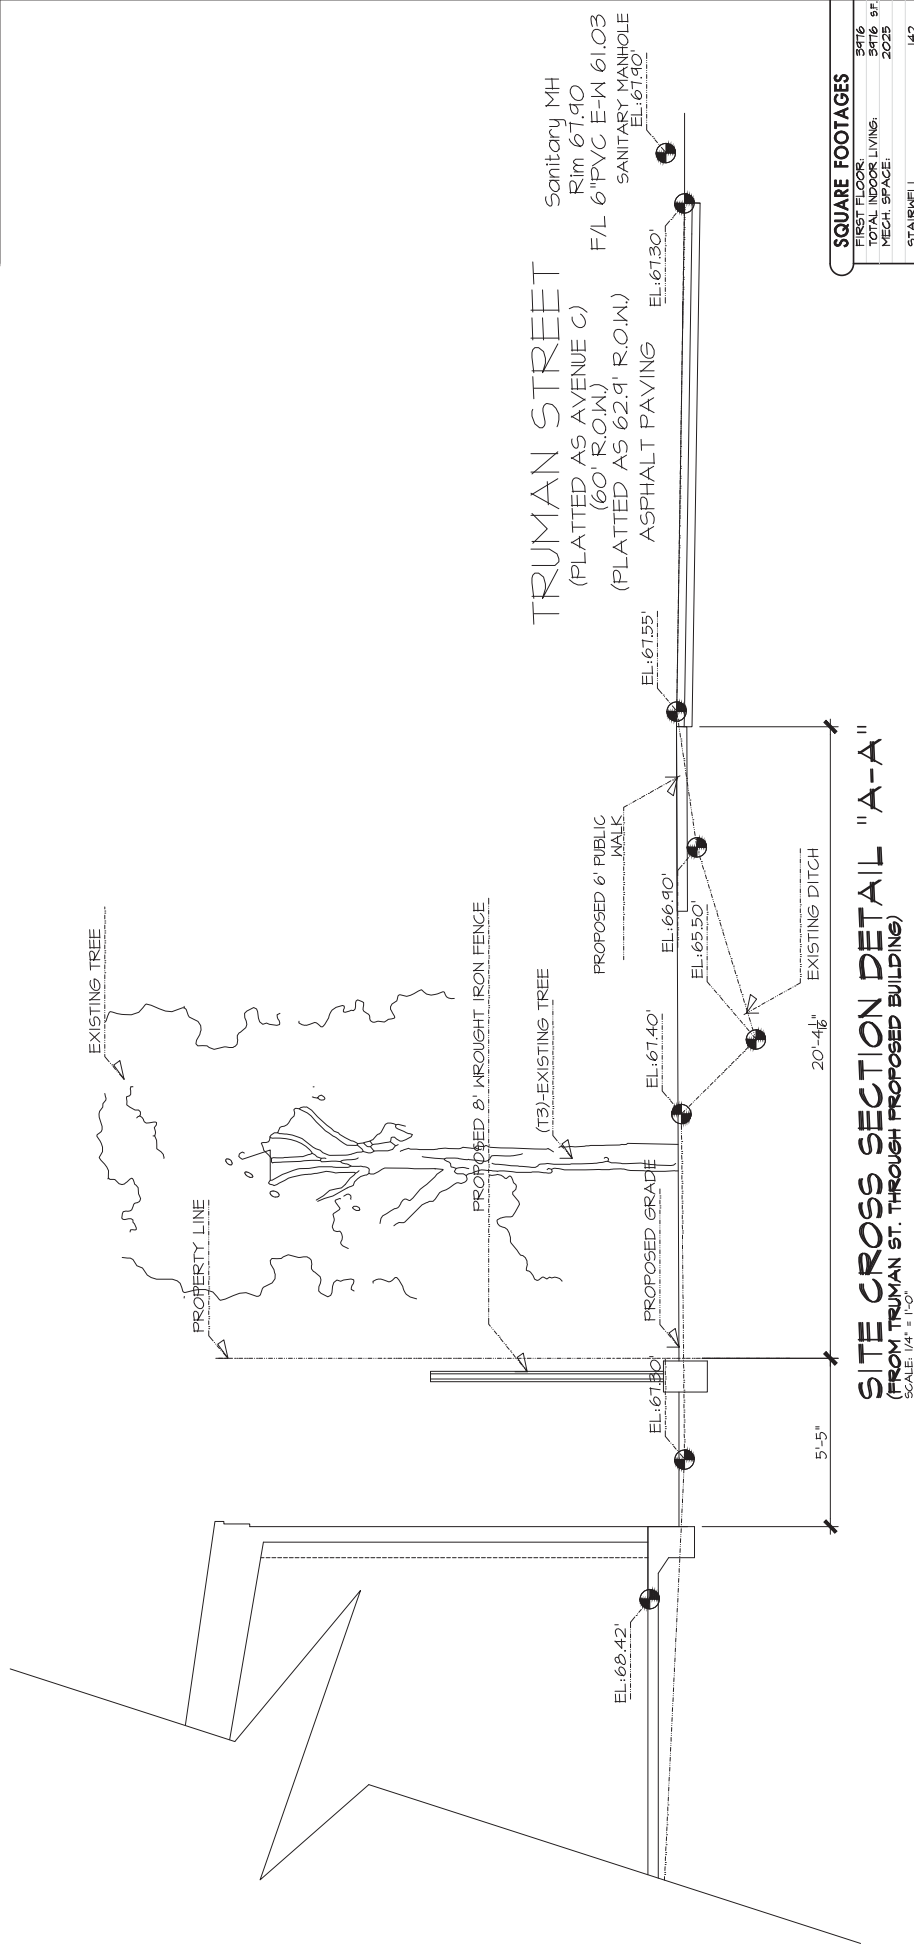 EXISTING TREE
PROPERTY LINE
PROPOSED 8' WROUGHT IRON FENCE
(T3)-EXISTING TREE
TRUMAN STREET
(PLATTED AS AVENUE C)
(60' R.O.W.)
(PLATTED AS 62.9' R.O.W.)
ASPHALT PAVING
Sanitary MH
Rim 67.90
F/L 6"PVC E-W 61.03
SANITARY MANHOLE
EL:67.90'
EL:68.42'
EL:67.30'
PROPOSED GRADE
EL:67.40'
PROPOSED 6' PUBLIC
WALK
EL:66.90'
EL:65.50'
EL:67.55'
EL:67.30'
EXISTING DITCH
5'-5"
20'-4 1/16"
SITE CROSS SECTION DETAIL "A-A"
(FROM TRUMAN ST. THROUGH PROPOSED BUILDING)
SCALE: 1/4" = 1'-0"
SQUARE FOOTAGES
FIRST FLOOR: 3976
TOTAL INDOOR LIVING: 3976 S.F.
MECH. SPACE: 2025
STAIRWELL